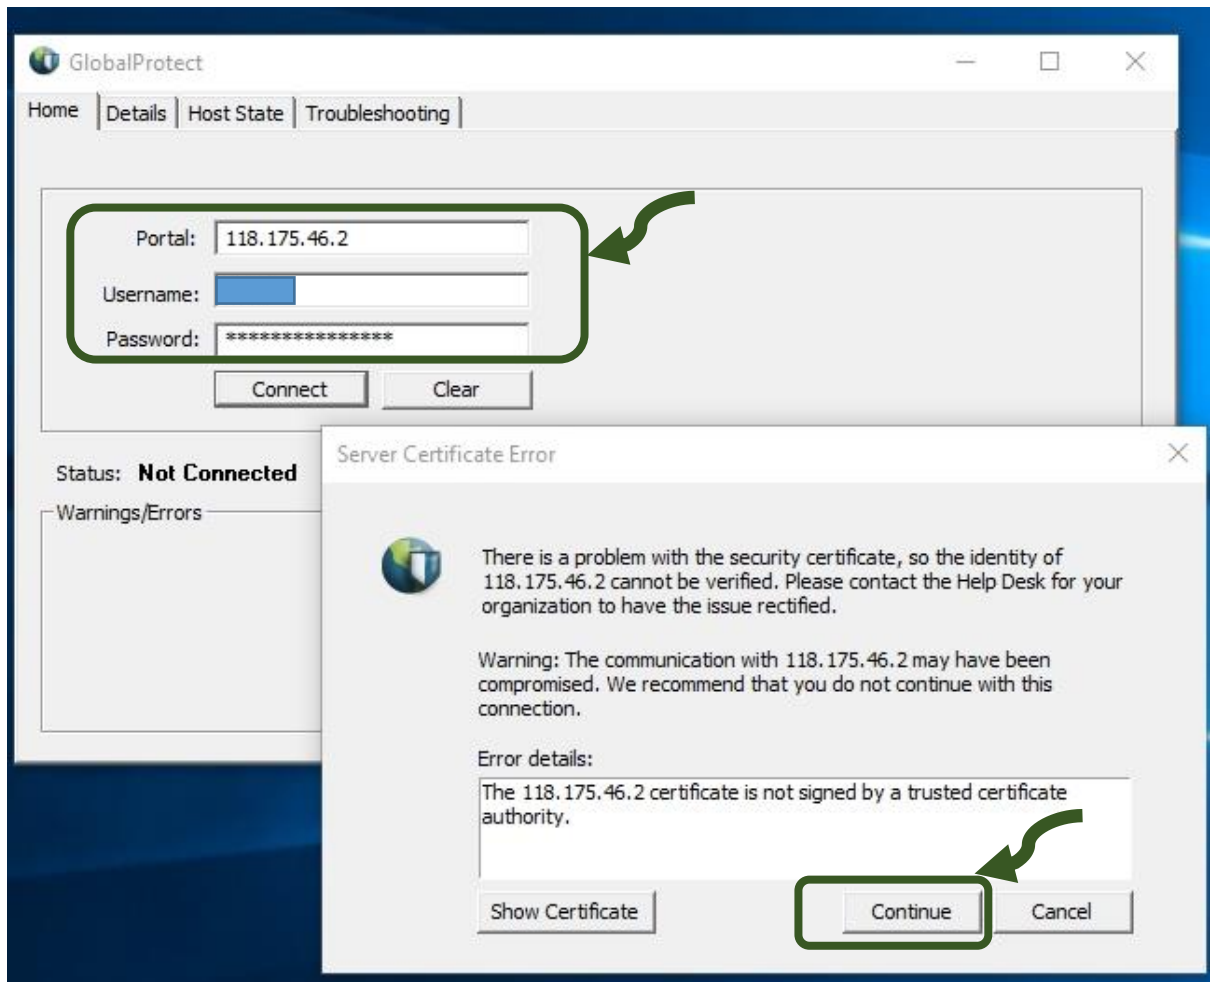 GlobalProtect
Home Details Host State Troubleshooting
Portal: 118.175.46.2
Username:
Password: ***************
Connect Clear
Status: Not Connected
Warnings/Errors
Server Certificate Error
There is a problem with the security certificate, so the identity of
118.175.46.2 cannot be verified. Please contact the Help Desk for your
organization to have the issue rectified.
Warning: The communication with 118.175.46.2 may have been
compromised. We recommend that you do not continue with this
connection.
Error details:
The 118.175.46.2 certificate is not signed by a trusted certificate
authority.
Show Certificate Continue Cancel